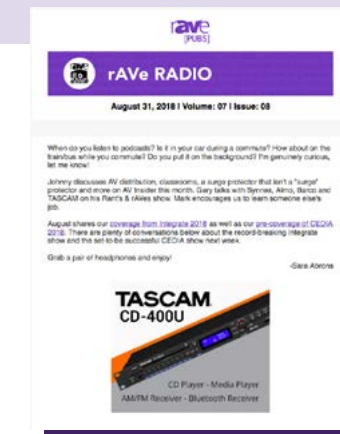 rAVe
[PUBS]
rAVe RADIO
August 31, 2018 | Volume: 07 | Issue: 08
When do you listen to podcasts? Is it in your car during a commute? How about on the
train/bus while you commute? Do you put it on the background? I'm genuinely curious,
let me know!
Johnny discusses AV distribution, classrooms, a surge protector that isn't a "surge"
protector and more on AV Insider this month. Gary talks with Synnex, Almo, Barco and
TASCAM on his Rant's & rAVes show. Mark encourages us to learn someone else's
job.
August shares our coverage from Integrate 2018 as well as our pre-coverage of CEDIA
2018. There are plenty of conversations below about the record-breaking Integrate
show and the set-to-be successful CEDIA show next week.
Grab a pair of headphones and enjoy!
-Sara Abrons
TASCAM
CD-400U
CD Player - Media Player
AM/FM Receiver - Bluetooth Receiver